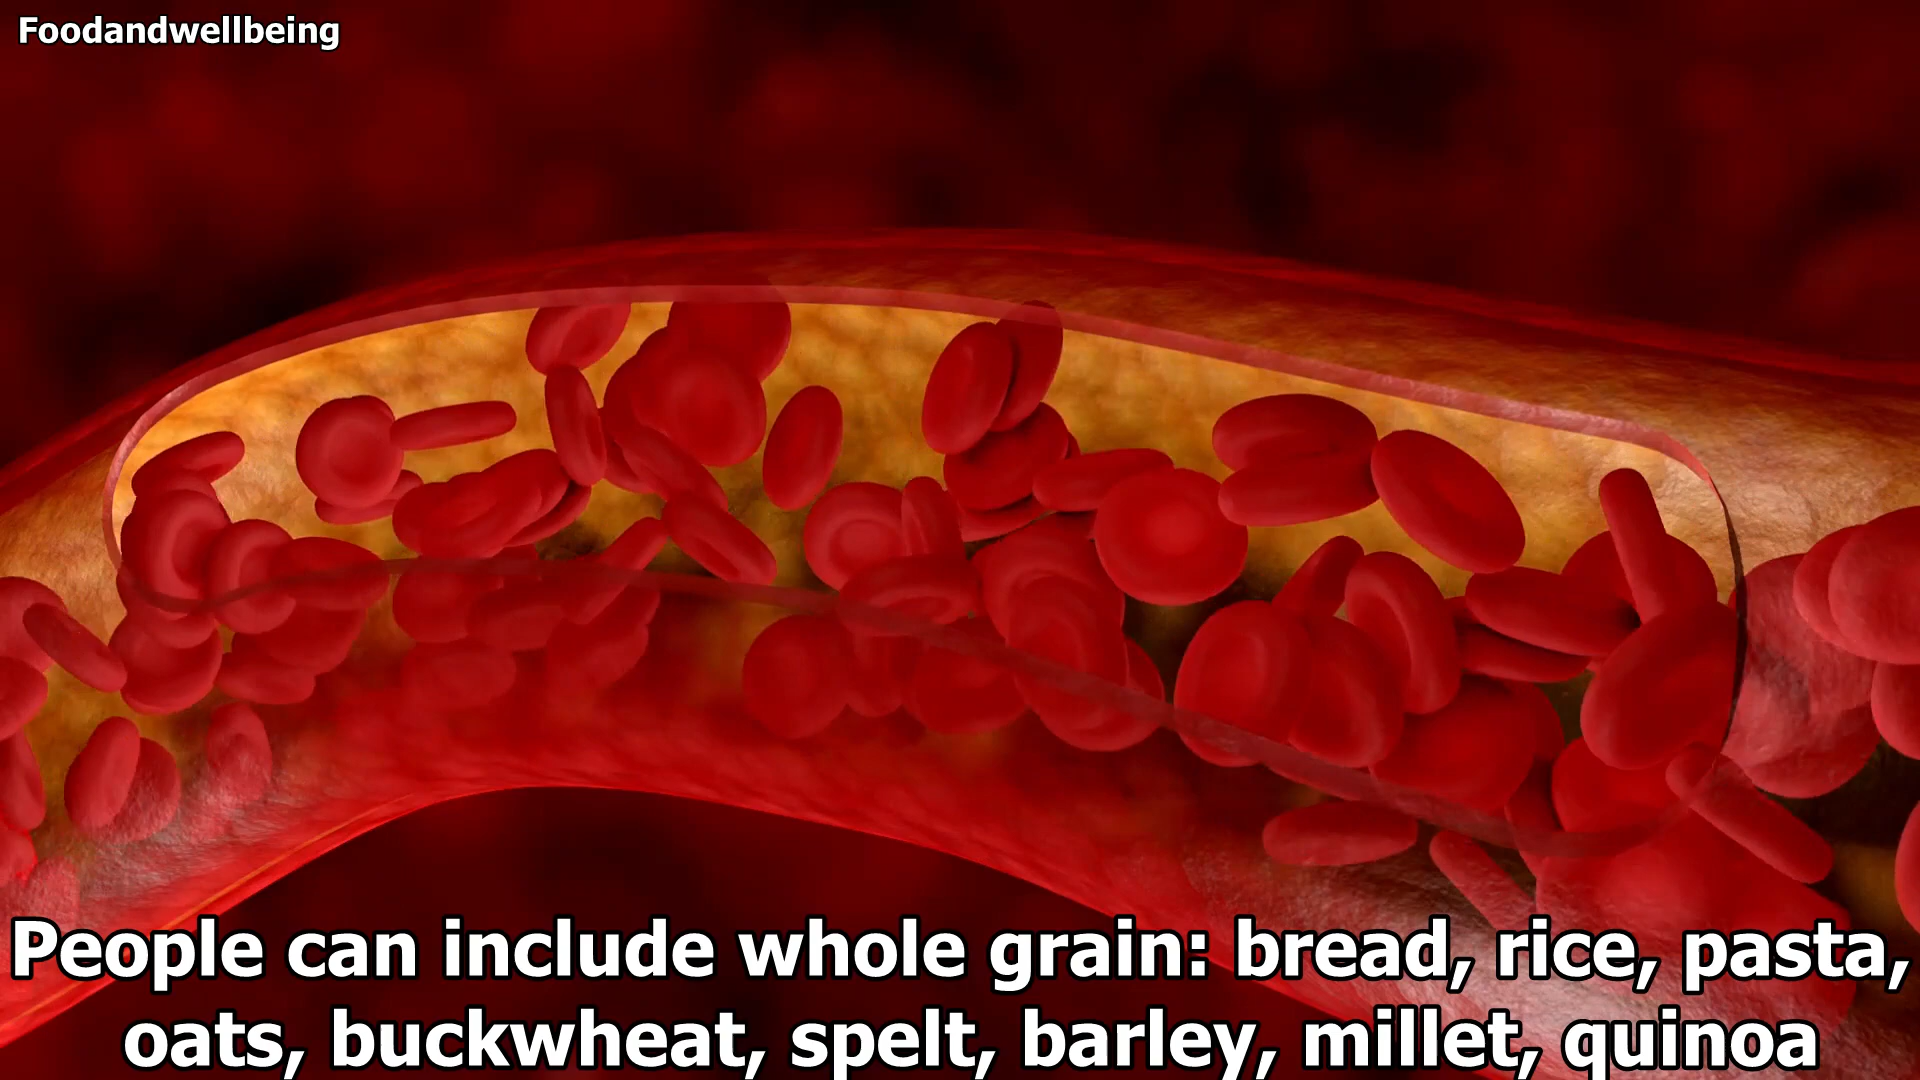 Foodandwellbeing
People can include whole grain: bread, rice, pasta,
oats, buckwheat, spelt, barley, millet, quinoa